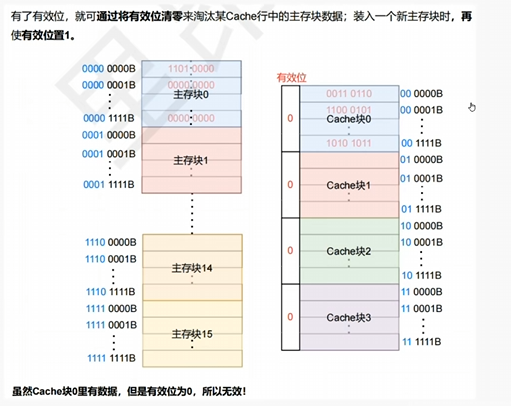 有了有效位，就可通过将有效位清零来淘汰某Cache行中的主存块数据；装入一个新主存块时，再
使有效位置1。
0000 0000B
0000 0001B
0000 1111B
0001 0000B
0001 0001B
0001 1111B
1101 0000
0000 0000
主存块0
0000 0000
主存块1
1110 0000B
1110 0001B
1110 1111B
1111 0000B
1111 0001B
1111 1111B
主存块14
主存块15
有效位
0
0
0
0
0011 0110
1100 0101
Cache块0
1010 1011
Cache块1
Cache块2
Cache块3
00 0000B
00 0001B
00 1111B
01 0000B
01 0001B
01 1111B
10 0000B
10 0001B
10 1111B
11 0000B
11 0001B
11 1111B
虽然Cache块0里有数据，但是有效位为0，所以无效！